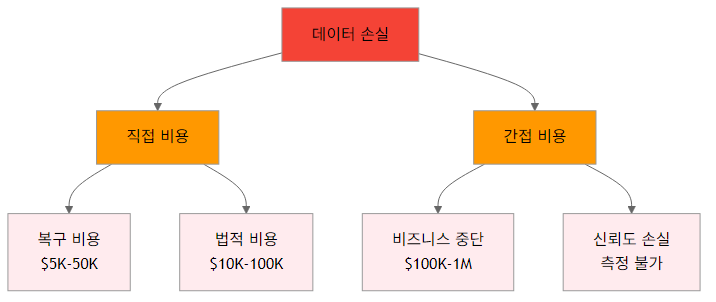 데이터 손실
직접 비용
간접 비용
복구 비용
$5K-50K
법적 비용
$10K-100K
비즈니스 중단
$100K-1M
신뢰도 손실
측정 불가